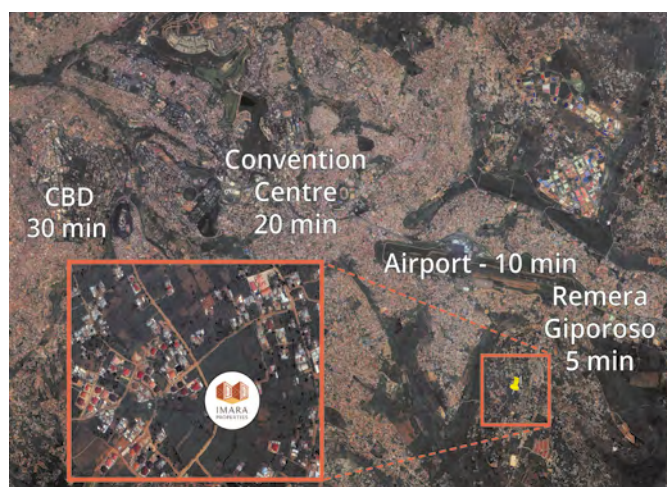 Convention
Centre
20 min
CBD
30 min
Airport - 10 min
Remera
Giporoso
5 min
IMARA
PROPERTIES